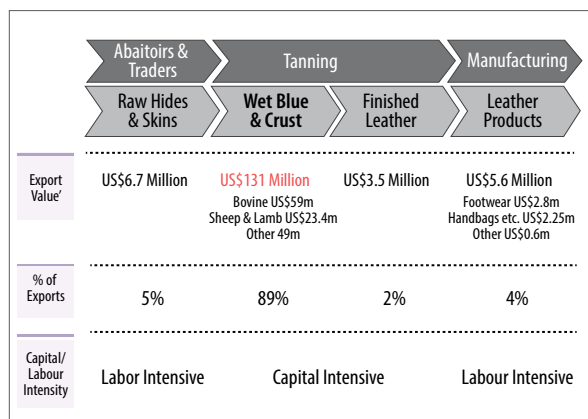 Abaitoirs &
Traders
Tanning
Manufacturing
Raw Hides
& Skins
Wet Blue
& Crust
Finished
Leather
Leather
Products
Export
Value'
US$6.7 Million
US$131 Million
US$3.5 Million
US$5.6 Million
Bovine US$59m
Sheep & Lamb US$23.4m
Other 49m
Footwear US$2.8m
Handbags etc. US$2.25m
Other US$0.6m
% of
Exports
5%
89%
2%
4%
Capital/
Labour
Intensity
Labor Intensive
Capital Intensive
Labour Intensive